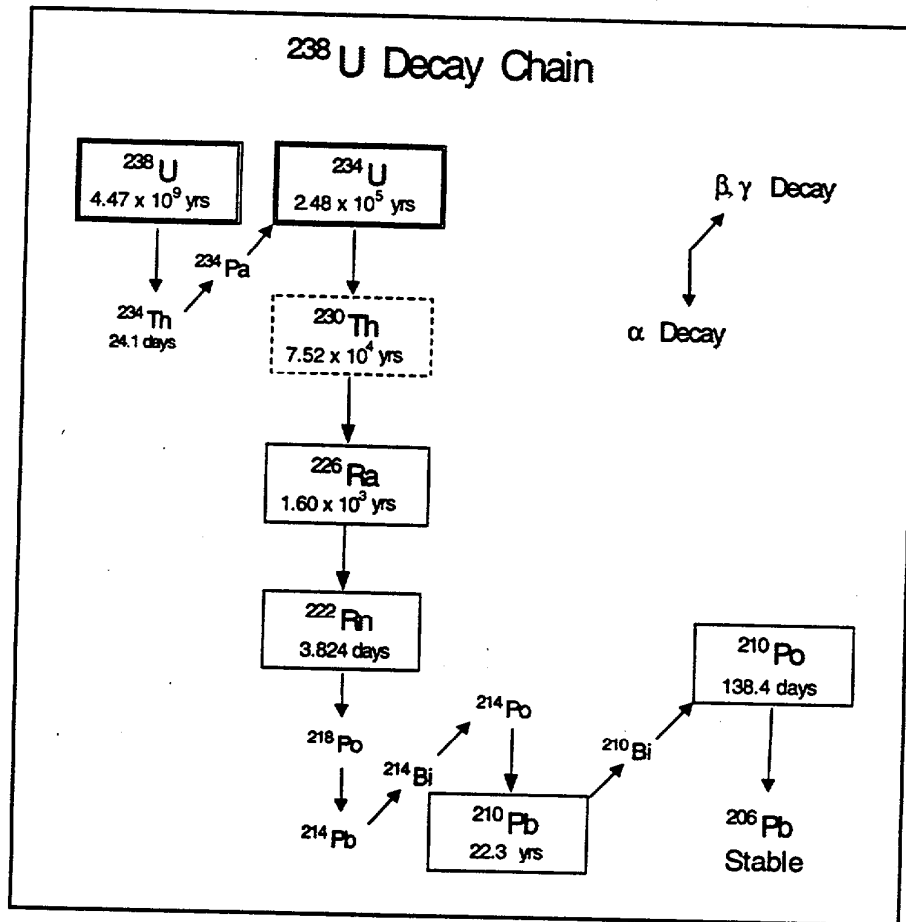 ²³⁸U Decay Chain
²³⁸U
4.47 x 10⁹ yrs
²³⁴U
2.48 x 10⁵ yrs
β, γ Decay
α Decay
²³⁴Pa
²³⁴Th
24.1 days
²³⁰Th
7.52 x 10⁴ yrs
²²⁶Ra
1.60 x 10³ yrs
²²²Rn
3.824 days
²¹⁸Po
²¹⁴Pb
²¹⁴Bi
²¹⁴Po
²¹⁰Pb
22.3 yrs
²¹⁰Bi
²¹⁰Po
138.4 days
²⁰⁶Pb
Stable